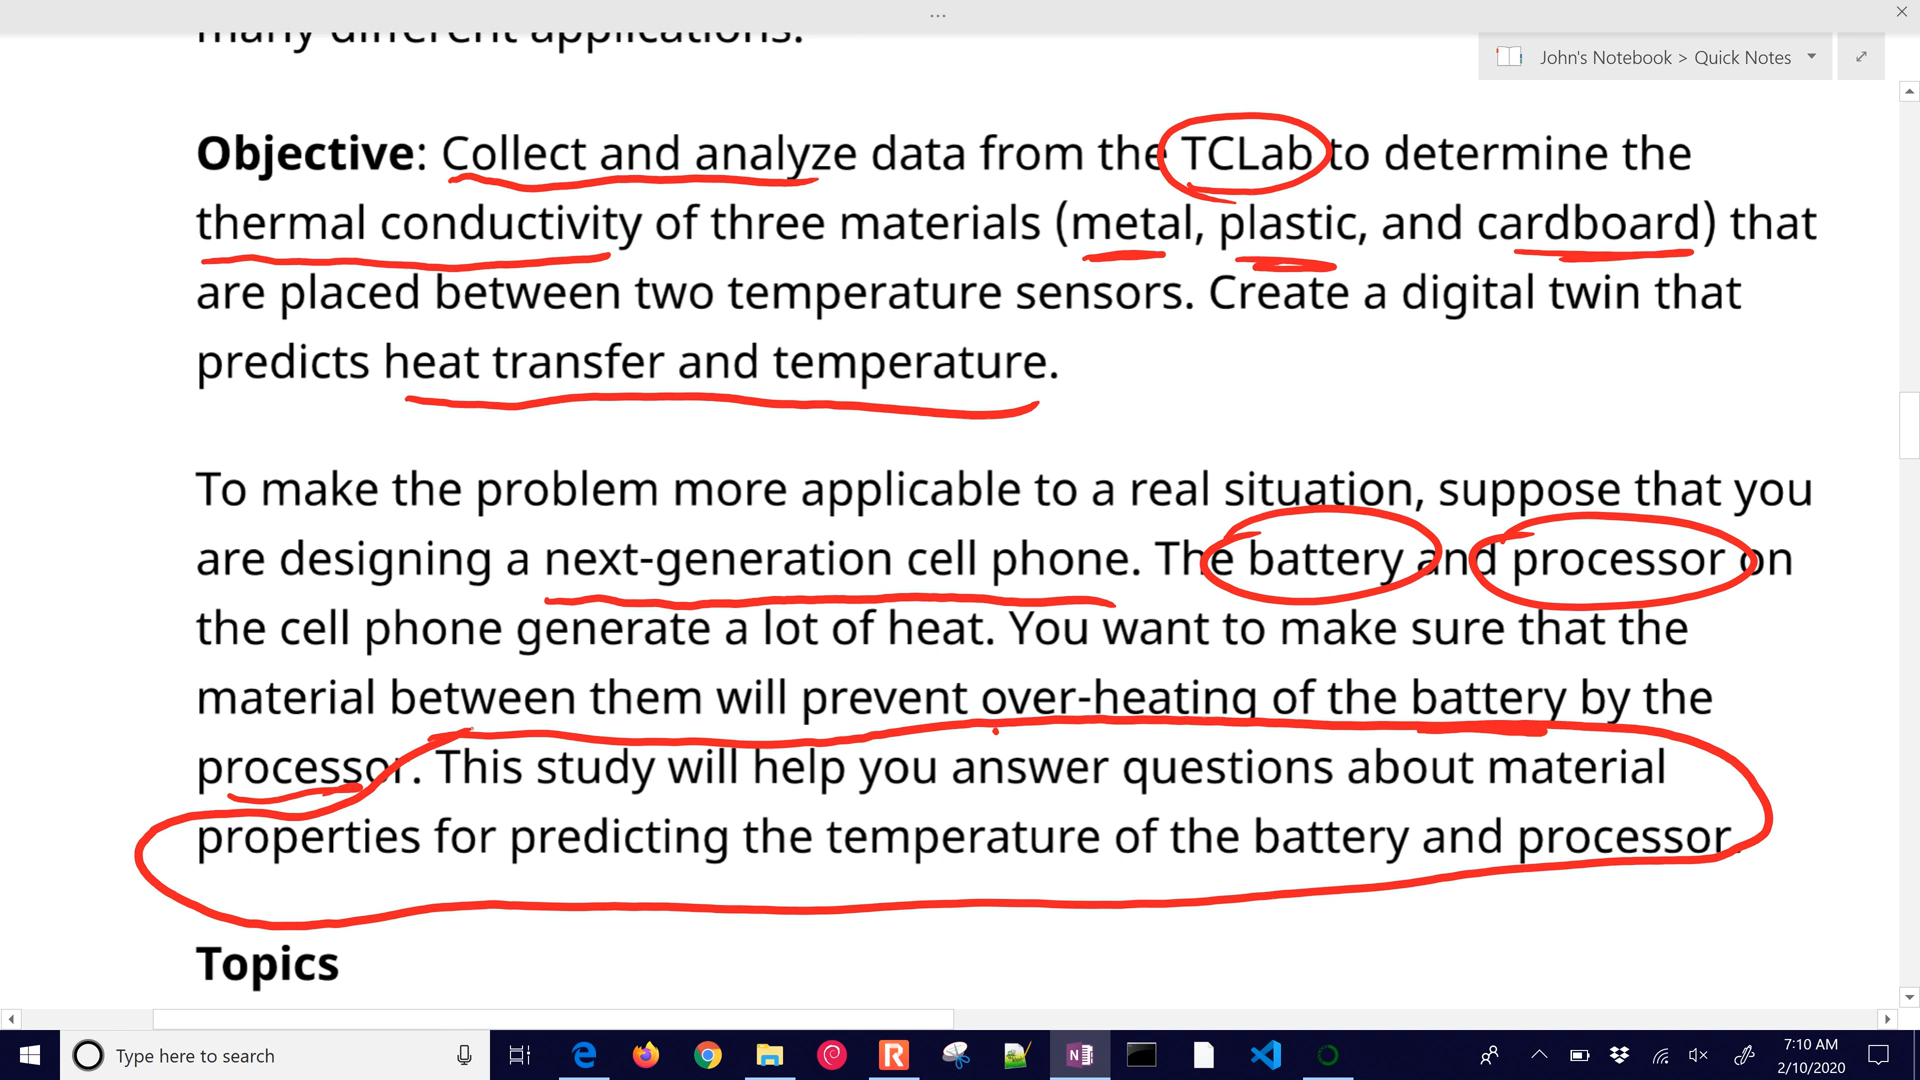 ...
many different applications.
John's Notebook > Quick Notes
Objective: Collect and analyze data from the TCLab to determine the
thermal conductivity of three materials (metal, plastic, and cardboard) that
are placed between two temperature sensors. Create a digital twin that
predicts heat transfer and temperature.
To make the problem more applicable to a real situation, suppose that you
are designing a next-generation cell phone. The battery and processor on
the cell phone generate a lot of heat. You want to make sure that the
material between them will prevent over-heating of the battery by the
processor. This study will help you answer questions about material
properties for predicting the temperature of the battery and processor.
Topics
Type here to search
R
N
7:10 AM
2/10/2020